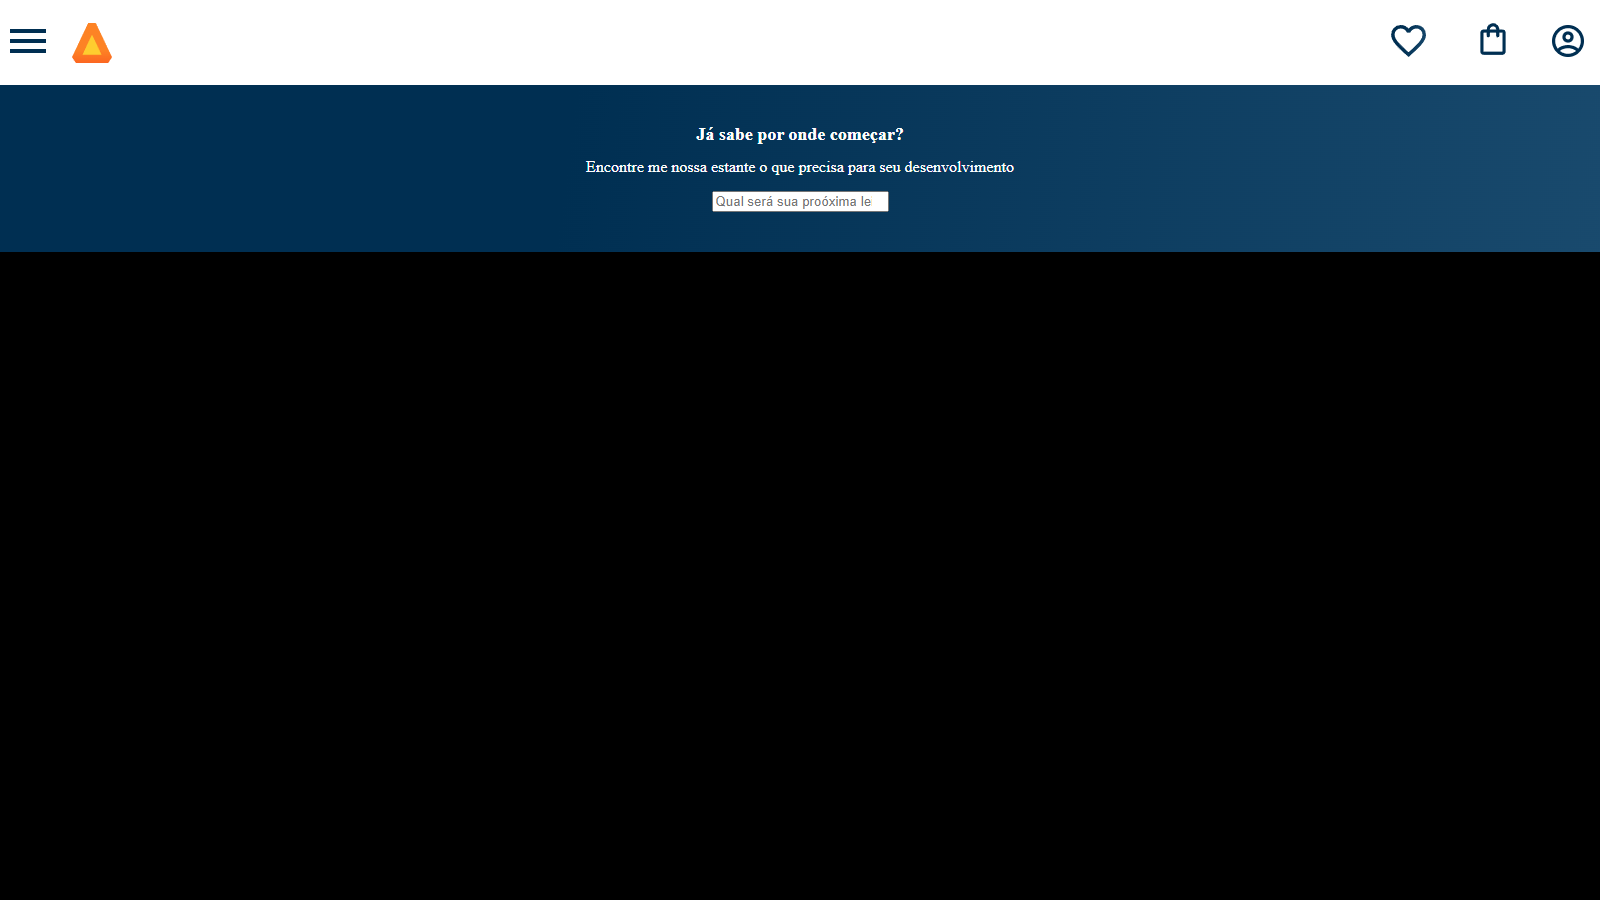 Já sabe por onde começar?
Encontre me nossa estante o que precisa para seu desenvolvimento
Qual será sua proóxima le